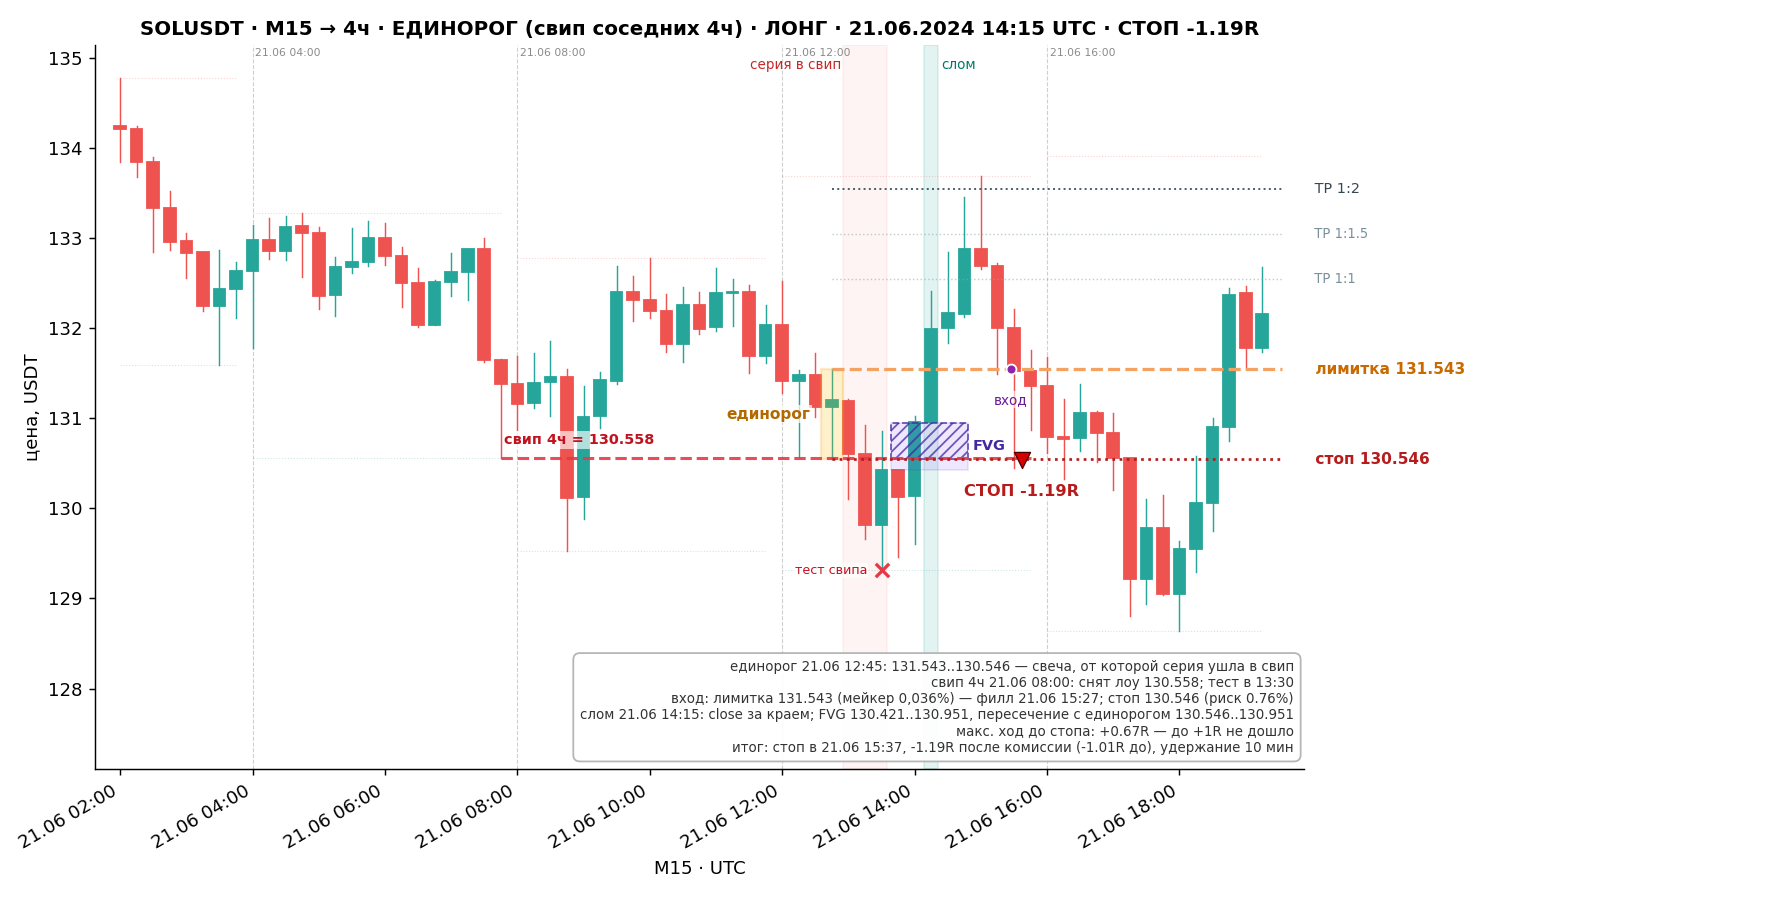 SOLUSDT · M15 → 4ч · ЕДИНОРОГ (свип соседних 4ч) · ЛОНГ · 21.06.2024 14:15 UTC · СТОП -1.19R
21.06 04:00
21.06 08:00
21.06 12:00
21.06 16:00
серия в свип
слом
135
134
133
132
131
130
129
128
цена, USDT
TP 1:2
TP 1:1.5
TP 1:1
лимитка 131.543
стоп 130.546
вход
единорог
свип 4ч = 130.558
FVG
СТОП -1.19R
тест свипа
единорог 21.06 12:45: 131.543..130.546 — свеча, от которой серия ушла в свип
свип 4ч 21.06 08:00: снят лоу 130.558; тест в 13:30
вход: лимитка 131.543 (мейкер 0,036%) — филл 21.06 15:27; стоп 130.546 (риск 0.76%)
слом 21.06 14:15: close за краем; FVG 130.421..130.951, пересечение с единорогом 130.546..130.951
макс. ход до стопа: +0.67R — до +1R не дошло
итог: стоп в 21.06 15:37, -1.19R после комиссии (-1.01R до), удержание 10 мин
21.06 02:00
21.06 04:00
21.06 06:00
21.06 08:00
21.06 10:00
21.06 12:00
21.06 14:00
21.06 16:00
21.06 18:00
M15 · UTC